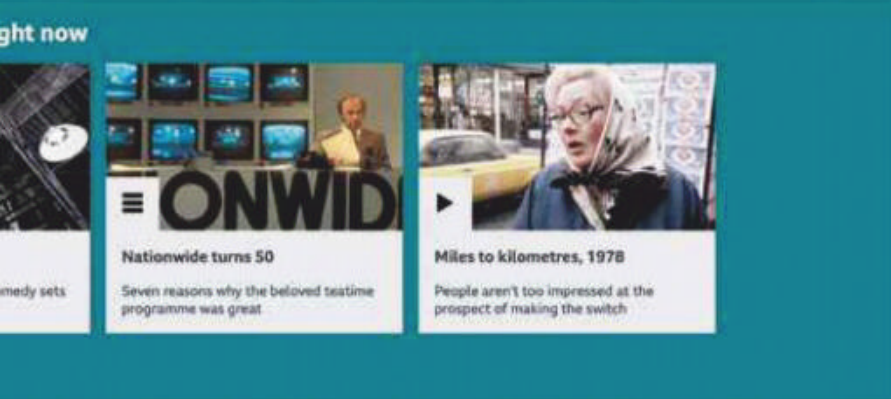 ght now
ONWID
Nationwide turns 50
Seven reasons why the beloved teatime
programme was great
Miles to kilometres, 1978
People aren't too impressed at the
prospect of making the switch
medy sets